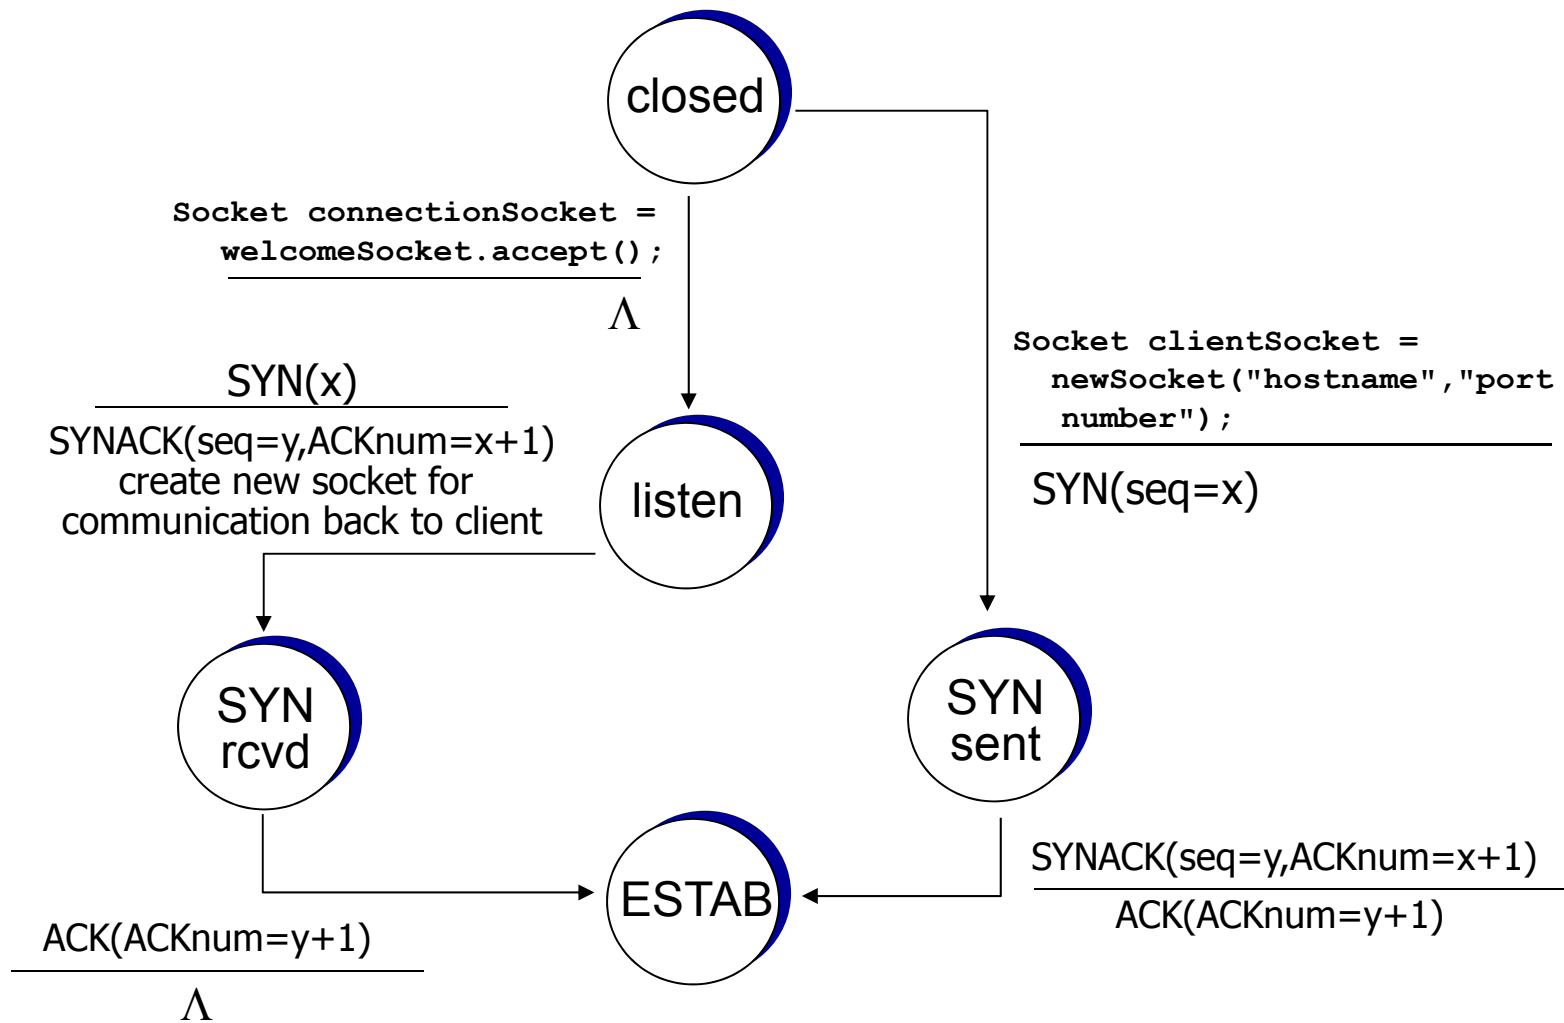 closed
Socket connectionSocket =
welcomeSocket.accept();
Λ
Socket clientSocket =
newSocket("hostname","port
number");
SYN(seq=x)
SYN(x)
SYNACK(seq=y,ACKnum=x+1)
create new socket for
communication back to client
listen
SYN
rcvd
SYN
sent
ESTAB
SYNACK(seq=y,ACKnum=x+1)
ACK(ACKnum=y+1)
ACK(ACKnum=y+1)
Λ